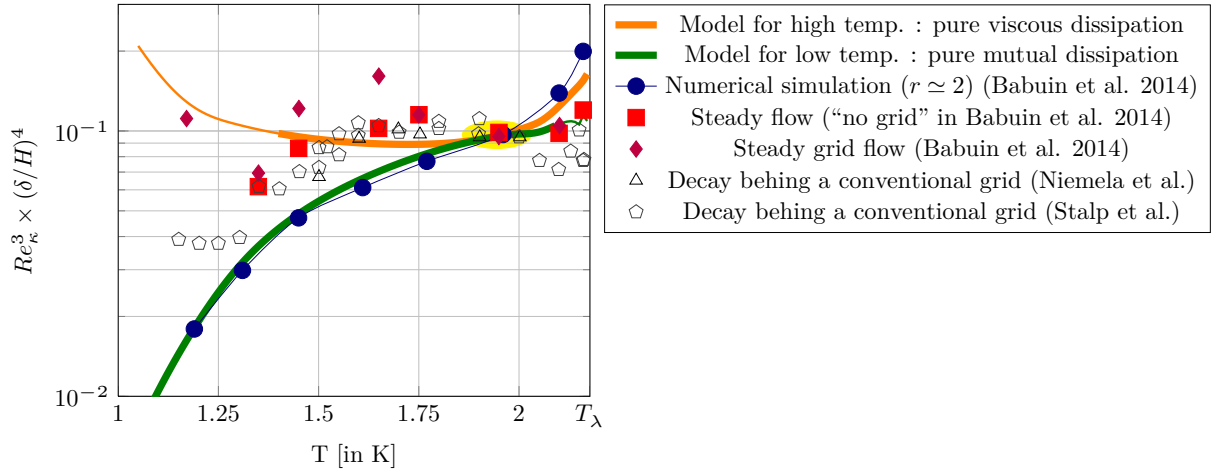 10⁻¹
10⁻²
Re³κ × (δ/H)⁴
1 1.25 1.5 1.75 2 Tλ
T [in K]
Model for high temp. : pure viscous dissipation
Model for low temp. : pure mutual dissipation
Numerical simulation (r ≃ 2) (Babuin et al. 2014)
Steady flow (“no grid” in Babuin et al. 2014)
Steady grid flow (Babuin et al. 2014)
Decay behing a conventional grid (Niemela et al.)
Decay behing a conventional grid (Stalp et al.)